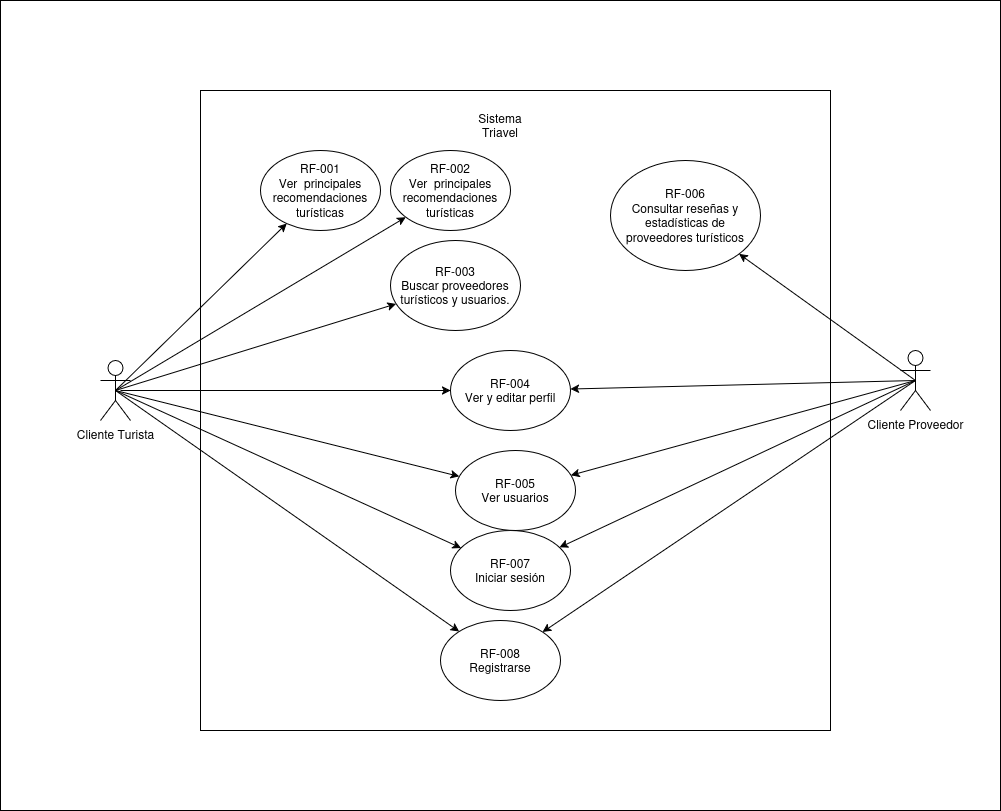 Sistema
Triavel
RF-001
Ver principales
recomendaciones
turísticas
RF-002
Ver principales
recomendaciones
turísticas
RF-006
Consultar reseñas y
estadísticas de
proveedores turísticos
RF-003
Buscar proveedores
turísticos y usuarios.
RF-004
Ver y editar perfil
Cliente Turista
Cliente Proveedor
RF-005
Ver usuarios
RF-007
Iniciar sesión
RF-008
Registrarse